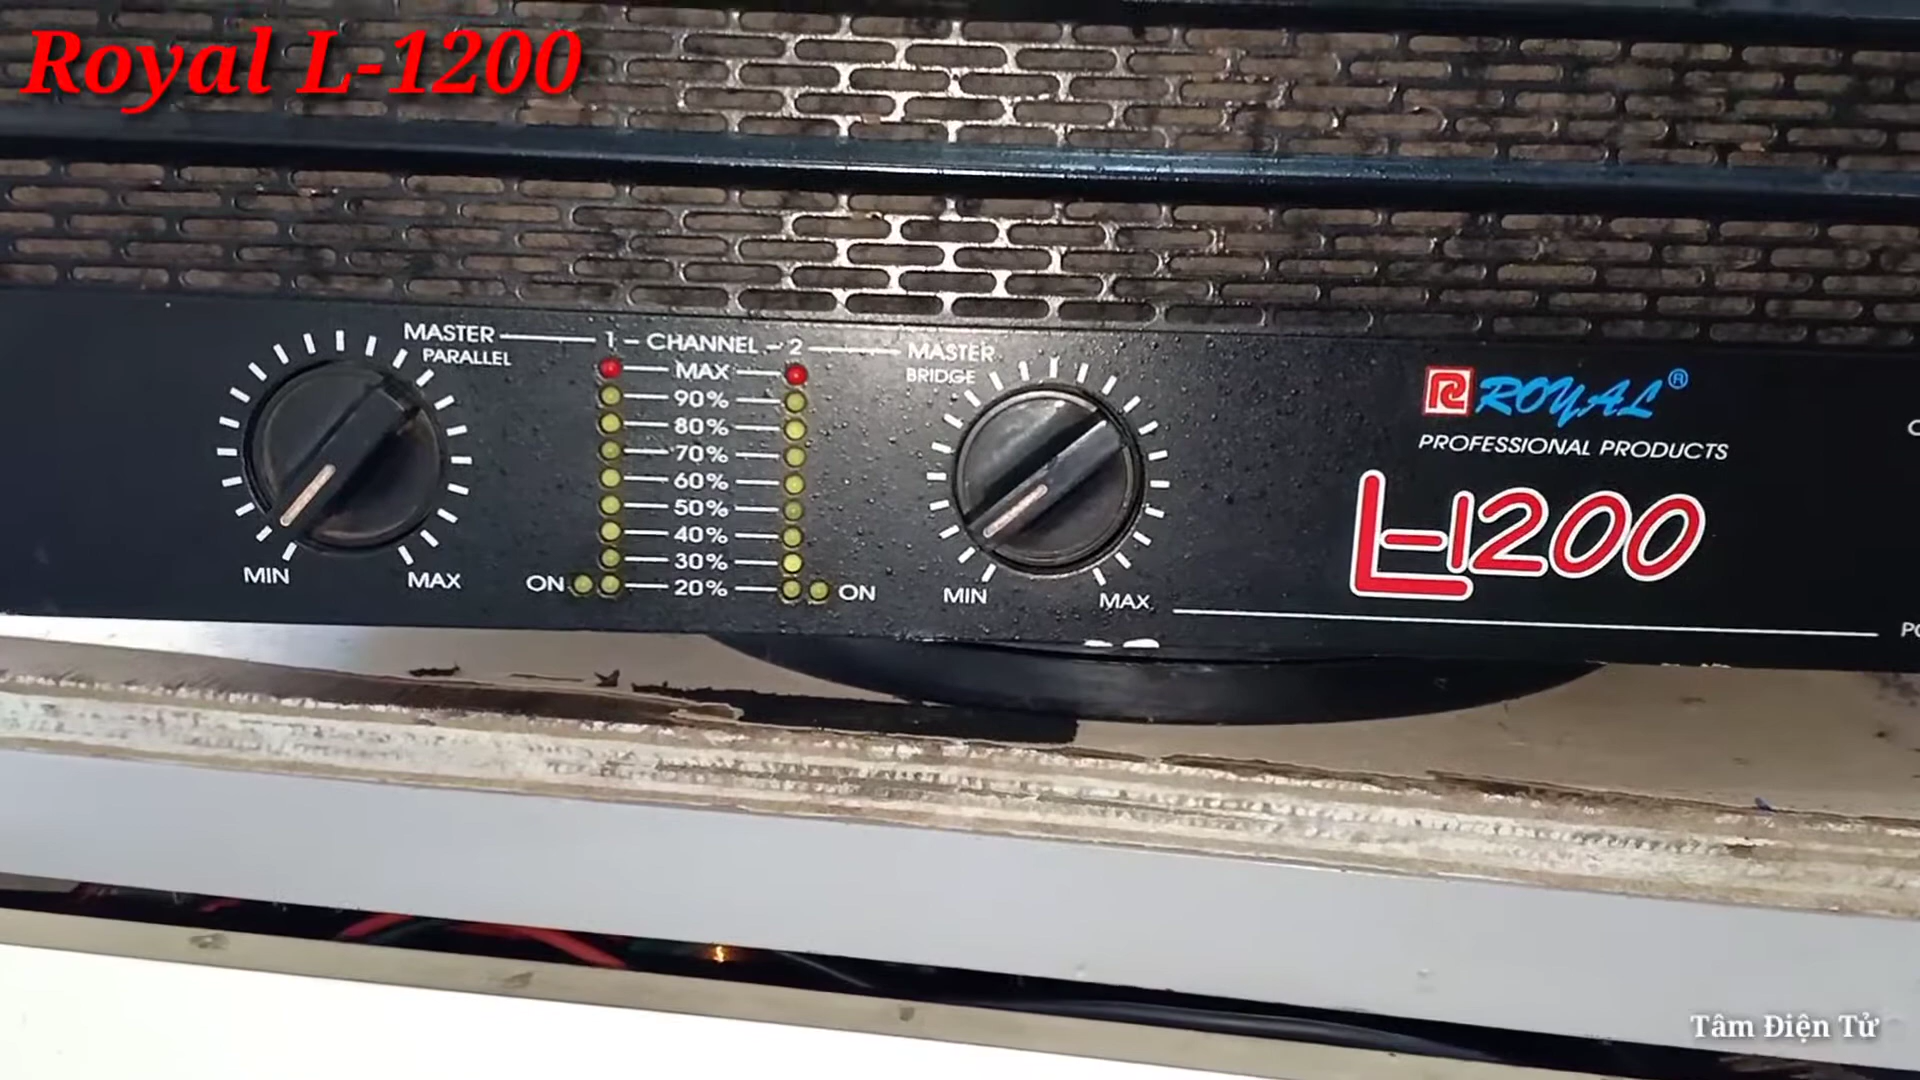 Royal L-1200
MASTER 1 - CHANNEL - 2 MASTER
PARALLEL MAX BRIDGE
90%
80%
70%
60%
50%
40%
30%
ON 20% ON
MIN MAX
MIN MAX
ROYAL®
PROFESSIONAL PRODUCTS
L-1200
Tâm Điện Tử